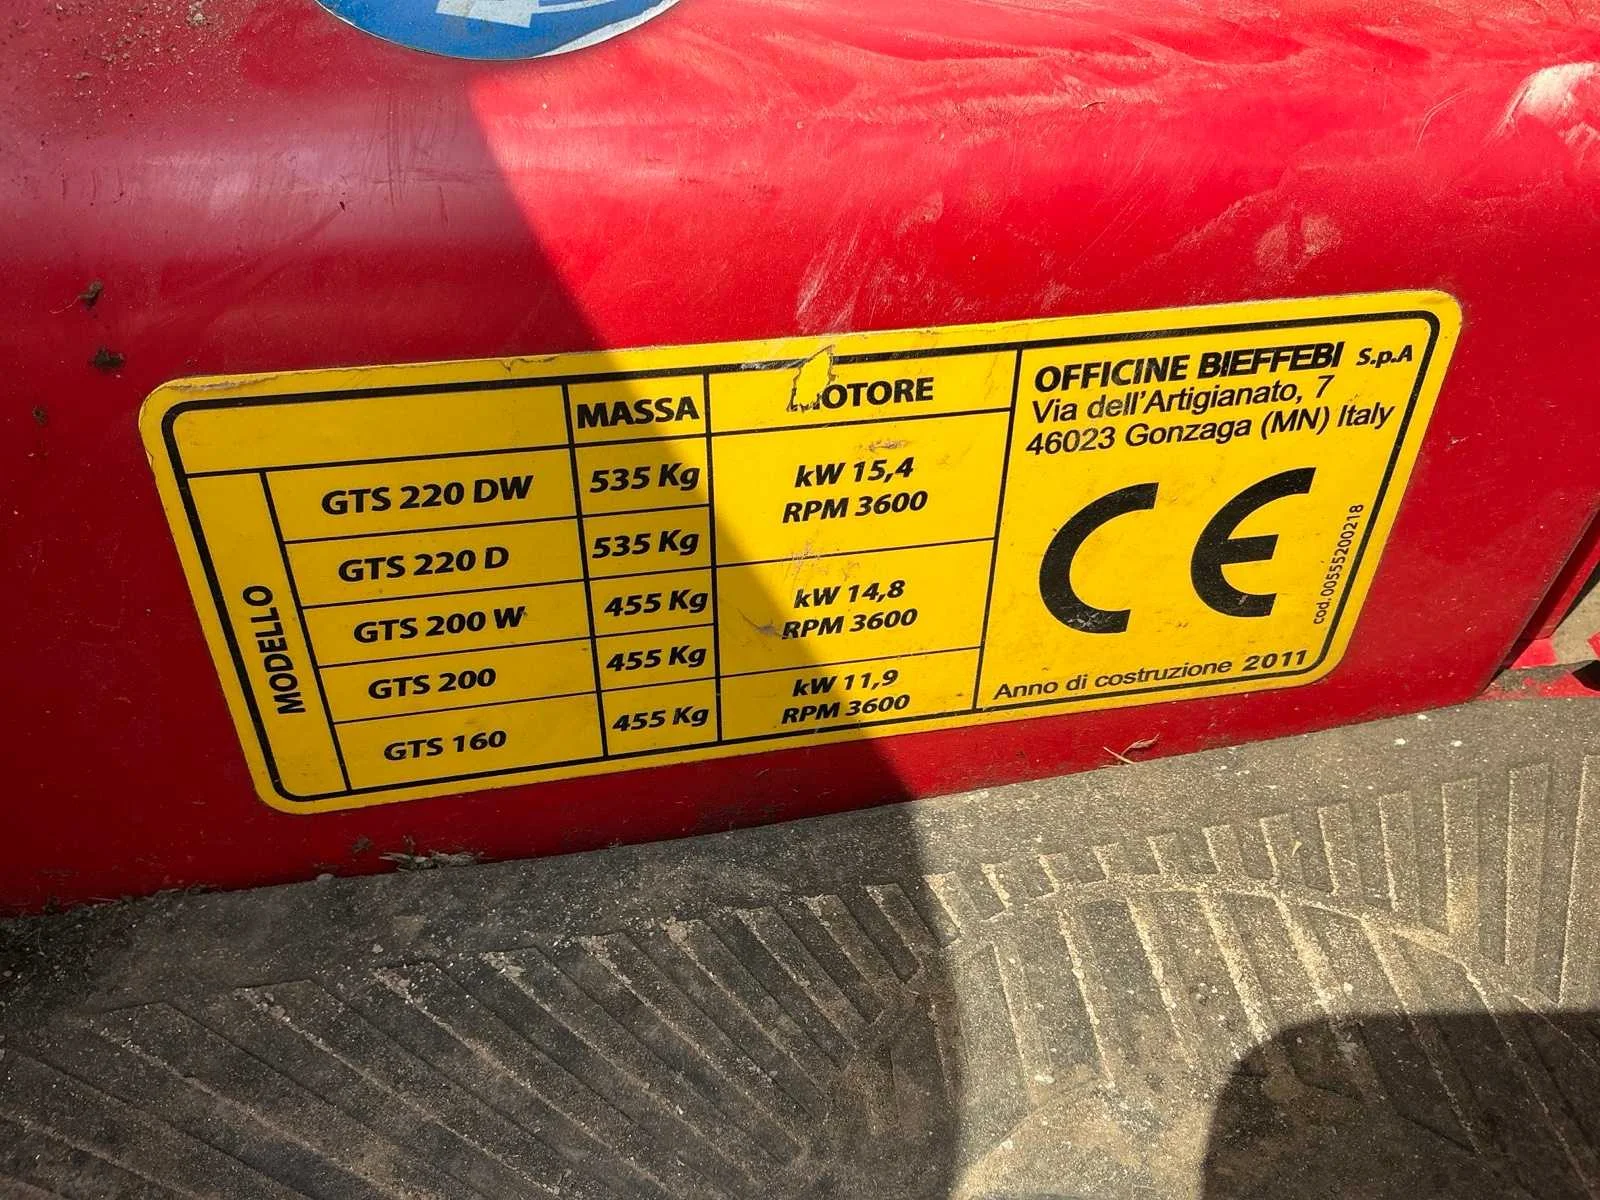 MASSA
MOTORE
MODELLO
GTS 220 DW
535 Kg
kW 15,4
RPM 3600
GTS 220 D
535 Kg
GTS 200 W
455 Kg
kW 14,8
RPM 3600
GTS 200
455 Kg
GTS 160
455 Kg
kW 11,9
RPM 3600
OFFICINE BIEFFEBI S.p.A
Via dell'Artigianato, 7
46023 Gonzaga (MN) Italy
CE
cod.0055200218
Anno di costruzione 2011